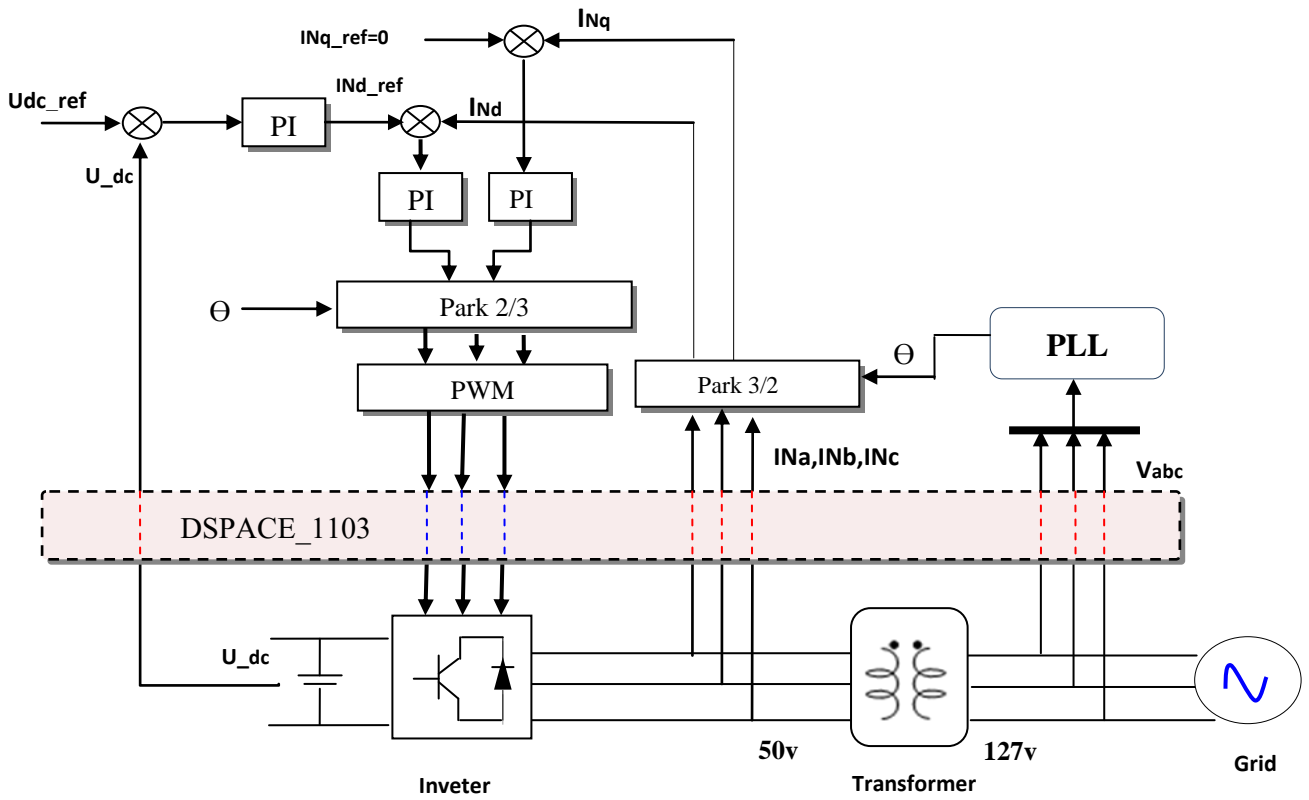 INq
INq_ref=0
INd_ref
Udc_ref
INd
PI
U_dc
PI
PI
Park 2/3
Θ
PLL
Θ
PWM
Park 3/2
INa,INb,INc
Vabc
DSPACE_1103
U_dc
50v
127v
Grid
Inveter
Transformer